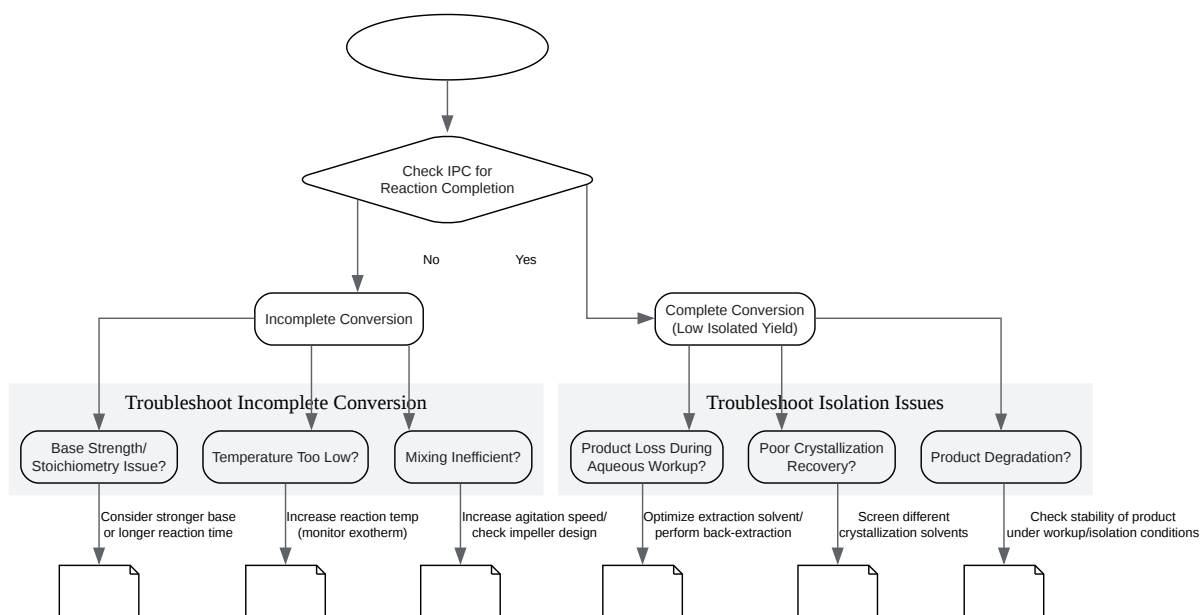 Check IPC for
Reaction Completion
No
Yes
Incomplete Conversion
Complete Conversion
(Low Isolated Yield)
Troubleshoot Incomplete Conversion
Troubleshoot Isolation Issues
Base Strength/
Stoichiometry Issue?
Temperature Too Low?
Mixing Inefficient?
Product Loss During
Aqueous Workup?
Poor Crystallization
Recovery?
Product Degradation?
Consider stronger base
or longer reaction time
Increase reaction temp
(monitor exotherm)
Increase agitation speed/
check impeller design
Optimize extraction solvent/
perform back-extraction
Screen different
crystallization solvents
Check stability of product
under workup/isolation conditions